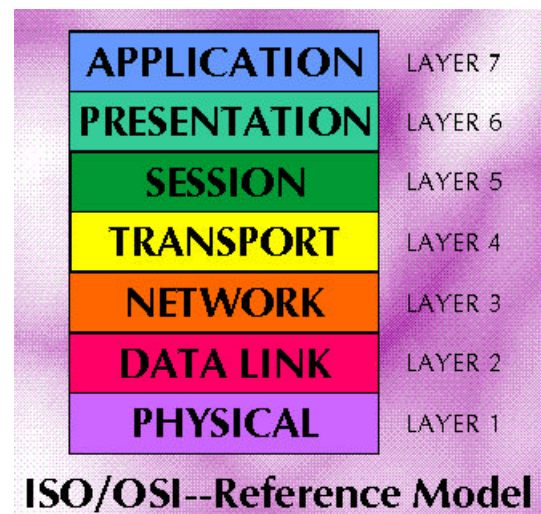 APPLICATION LAYER 7
PRESENTATION LAYER 6
SESSION LAYER 5
TRANSPORT LAYER 4
NETWORK LAYER 3
DATA LINK LAYER 2
PHYSICAL LAYER 1
ISO/OSI--Reference Model